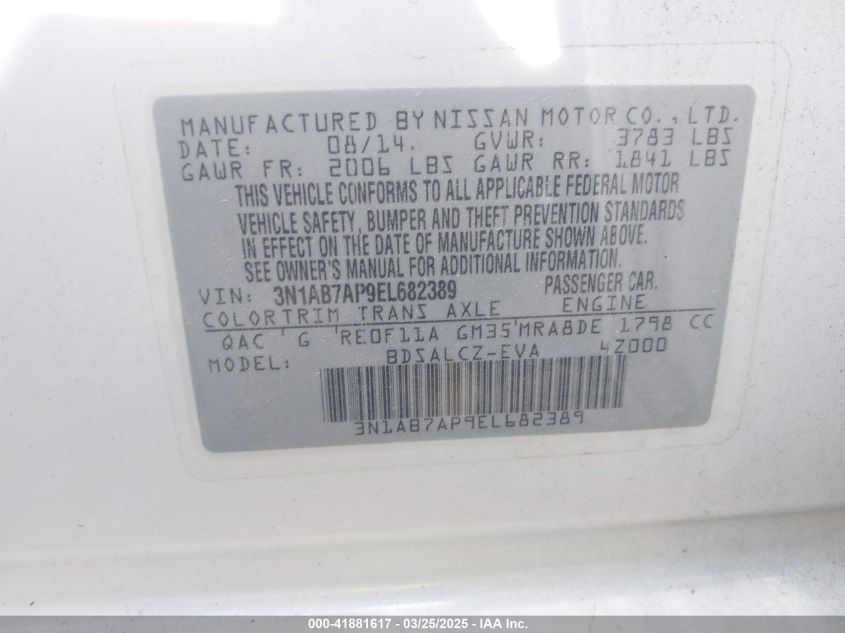 MANUFACTURED BY NISSAN MOTOR CO., LTD.
DATE: 08/14. GVWR: 3783 LBS
GAWR FR: 2006 LBS GAWR RR: 1841 LBS
THIS VEHICLE CONFORMS TO ALL APPLICABLE FEDERAL MOTOR
VEHICLE SAFETY, BUMPER AND THEFT PREVENTION STANDARDS
IN EFFECT ON THE DATE OF MANUFACTURE SHOWN ABOVE.
SEE OWNER'S MANUAL FOR ADDITIONAL INFORMATION.
VIN: 3N1AB7AP9EL682389 PASSENGER CAR.
COLOR TRIM TRANS AXLE ENGINE
QAC ' G 'RE0F11A GM35'MRA8DE 1798 CC
MODEL: BDSALCZ-EVA 4Z000
3N1AB7AP9EL682389
000-41881617 - 03/25/2025 - IAA Inc.